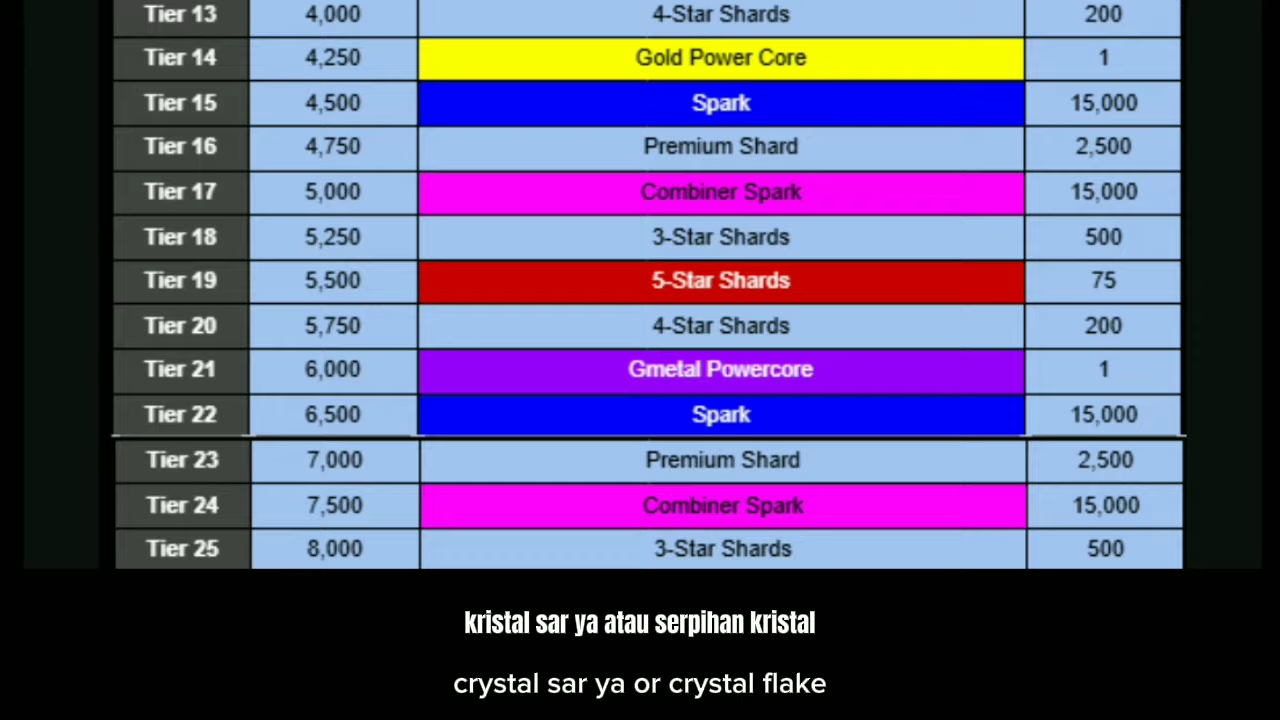 Tier 13 4,000 4-Star Shards 200
Tier 14 4,250 Gold Power Core 1
Tier 15 4,500 Spark 15,000
Tier 16 4,750 Premium Shard 2,500
Tier 17 5,000 Combiner Spark 15,000
Tier 18 5,250 3-Star Shards 500
Tier 19 5,500 5-Star Shards 75
Tier 20 5,750 4-Star Shards 200
Tier 21 6,000 Gmetal Powercore 1
Tier 22 6,500 Spark 15,000
Tier 23 7,000 Premium Shard 2,500
Tier 24 7,500 Combiner Spark 15,000
Tier 25 8,000 3-Star Shards 500
kristal sar ya atau serpihan kristal
crystal sar ya or crystal flake